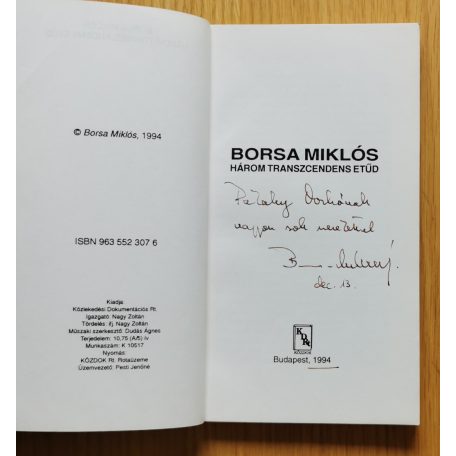 © Borsa Miklós, 1994
ISBN 963 552 307 6
Kiadja:
Közlekedési Dokumentációs Rt.
Igazgató: Nagy Zoltán
Tördelés: ifj. Nagy Zoltán
Műszaki szerkesztő: Dudás Ágnes
Terjedelem: 10,75 (A/5) ív
Munkaszám: K 10617
Nyomás:
KÖZDOK Rt. Rotaüzeme
Üzemvezető: Pesti Jenőné
BORSA MIKLÓS
HÁROM TRANSZCENDENS ETŰD
nagyon sok szeretettel
dec. 13.
KÖZDOK
Budapest, 1994